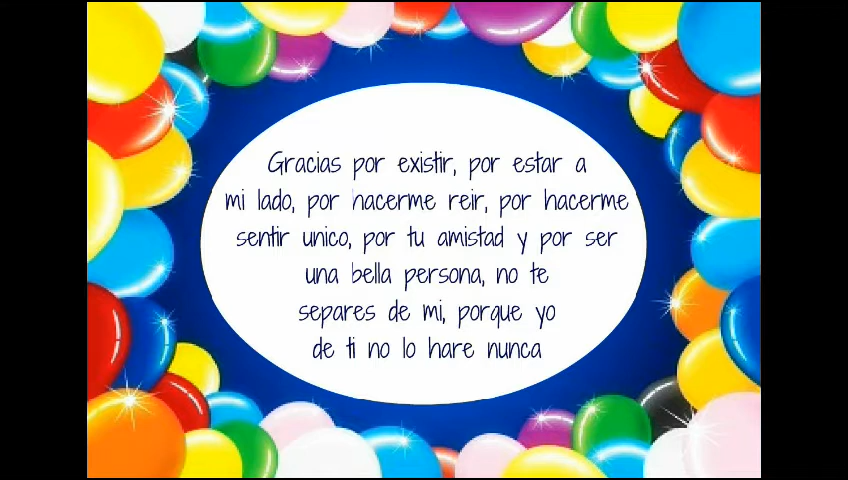 Gracias por existir, por estar a
mi lado, por hacerme reir, por hacerme
sentir unico, por tu amistad y por ser
una bella persona, no te
separes de mi, porque yo
de ti no lo hare nunca